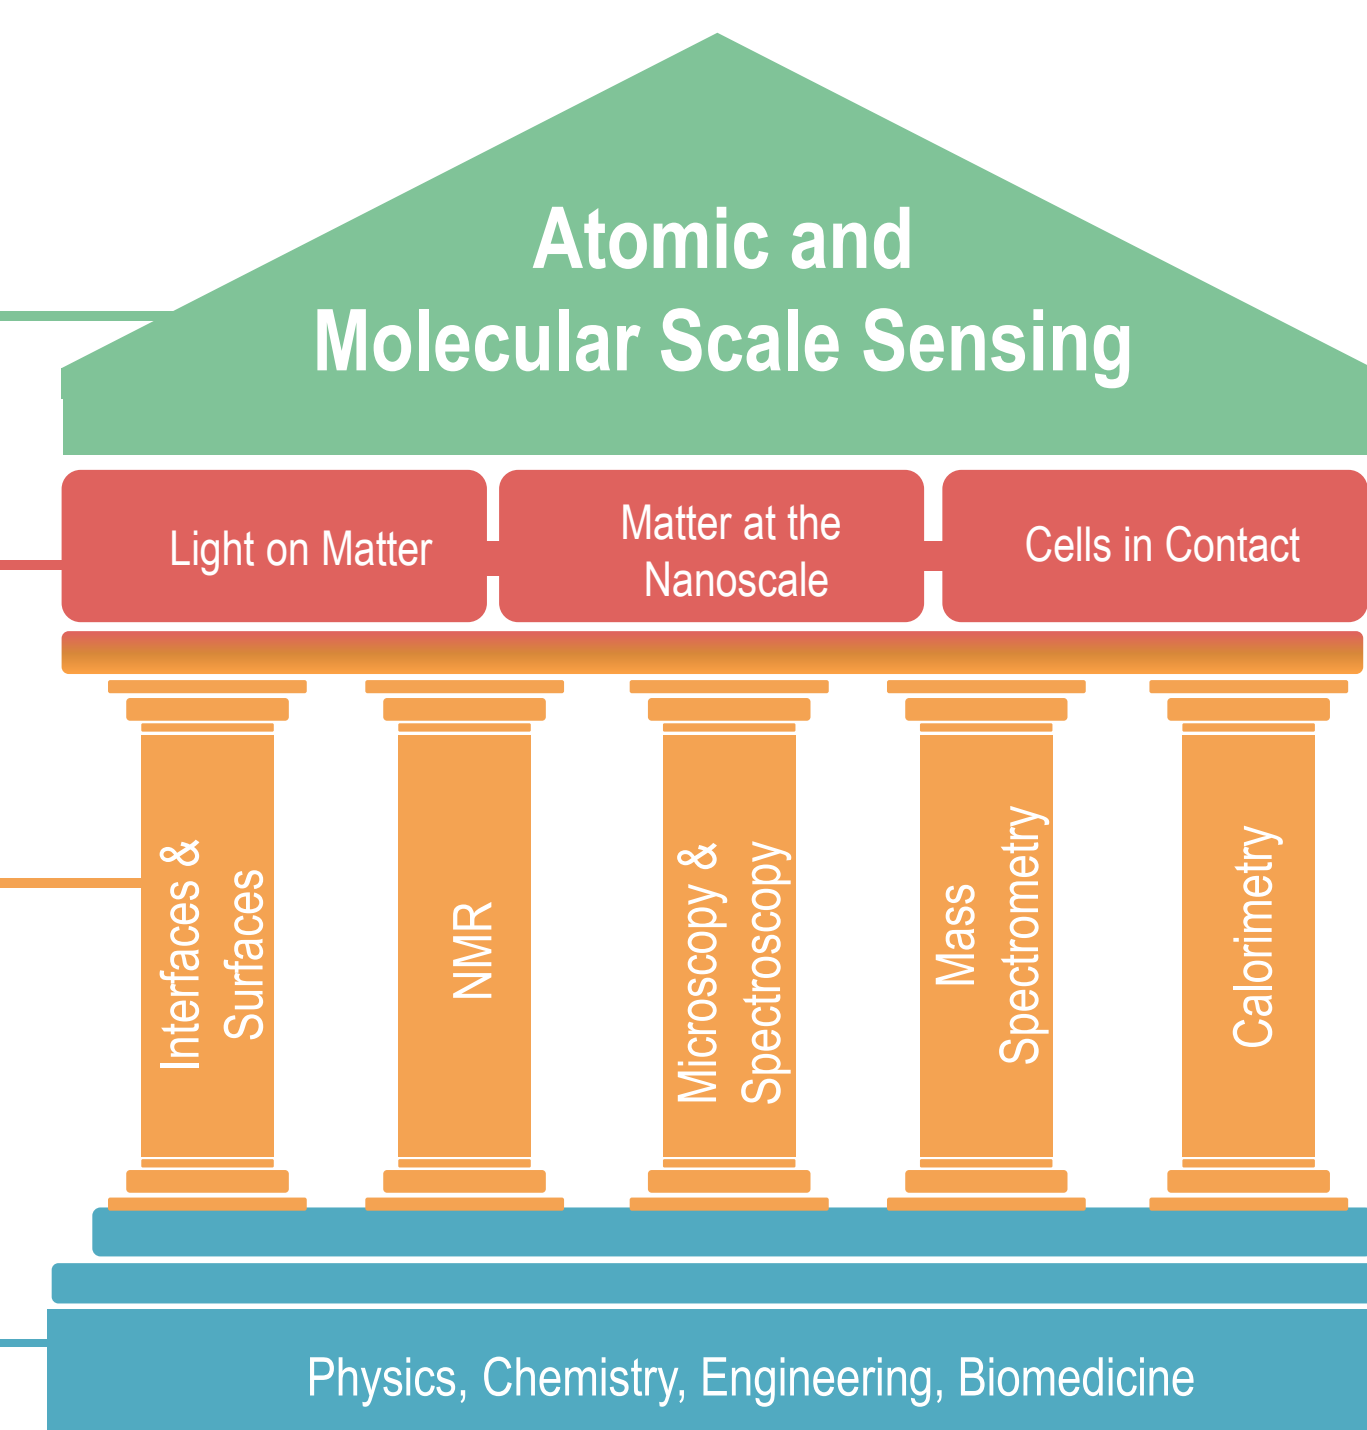 Atomic and
Molecular Scale Sensing
Light on Matter
Matter at the
Nanoscale
Cells in Contact
Interfaces &
Surfaces
NMR
Microscopy &
Spectroscopy
Mass
Spectrometry
Calorimetry
Physics, Chemistry, Engineering, Biomedicine